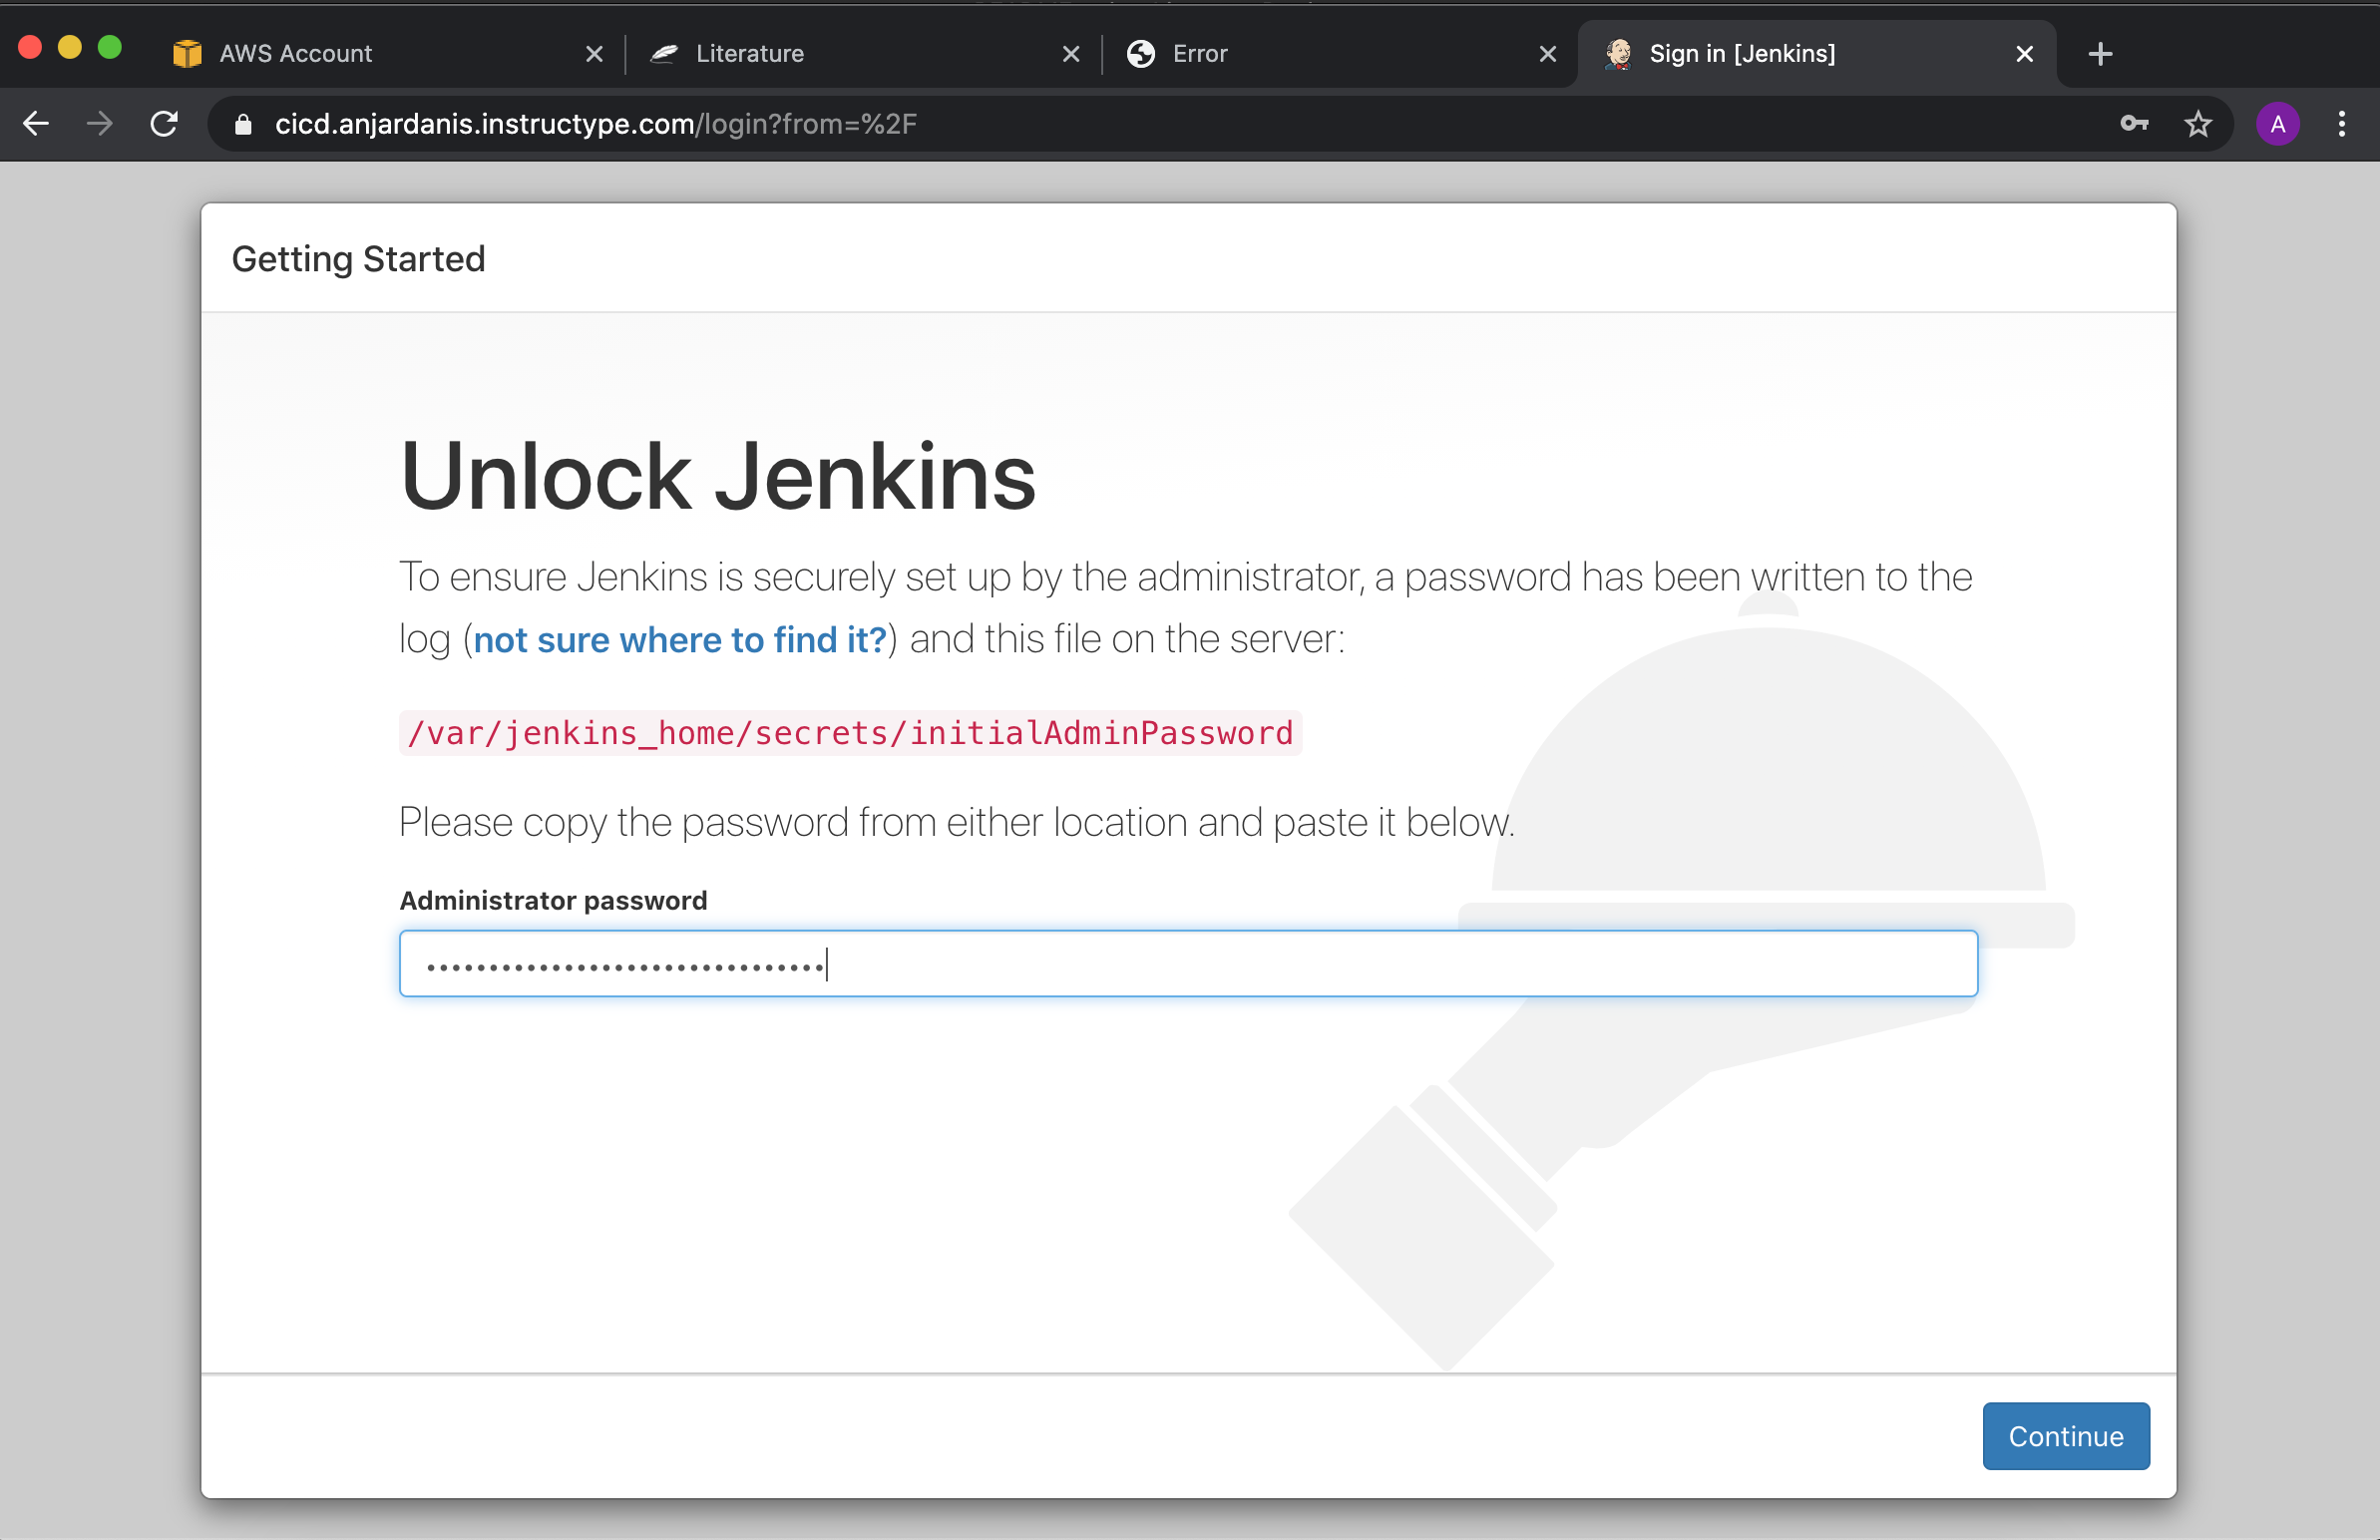 AWS Account
Literature
Error
Sign in [Jenkins]
cicd.anjardanis.instructype.com/login?from=%2F
A
Getting Started
Unlock Jenkins
To ensure Jenkins is securely set up by the administrator, a password has been written to the
log (not sure where to find it?) and this file on the server:
/var/jenkins_home/secrets/initialAdminPassword
Please copy the password from either location and paste it below.
Administrator password
Continue